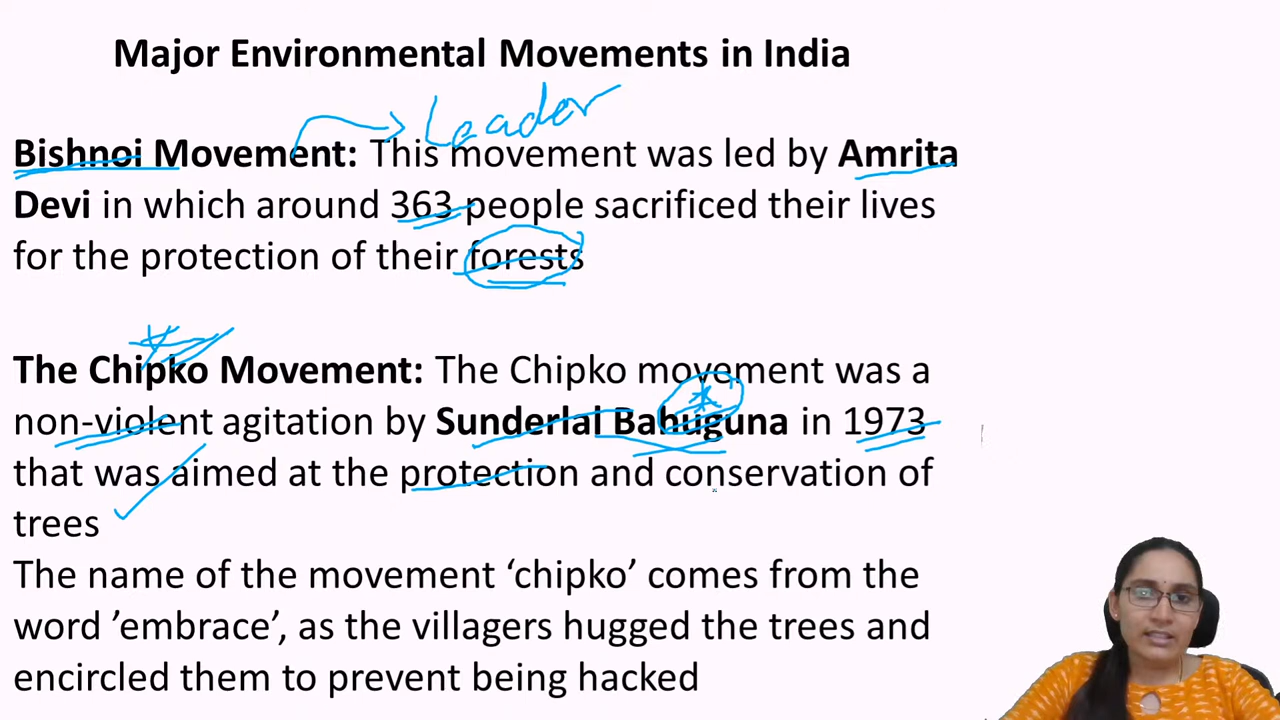 Major Environmental Movements in India
Leader
Bishnoi Movement: This movement was led by Amrita
Devi in which around 363 people sacrificed their lives
for the protection of their forests
The Chipko Movement: The Chipko movement was a
non-violent agitation by Sunderlal Bahuguna in 1973
that was aimed at the protection and conservation of
trees
The name of the movement ‘chipko’ comes from the
word ’embrace’, as the villagers hugged the trees and
encircled them to prevent being hacked